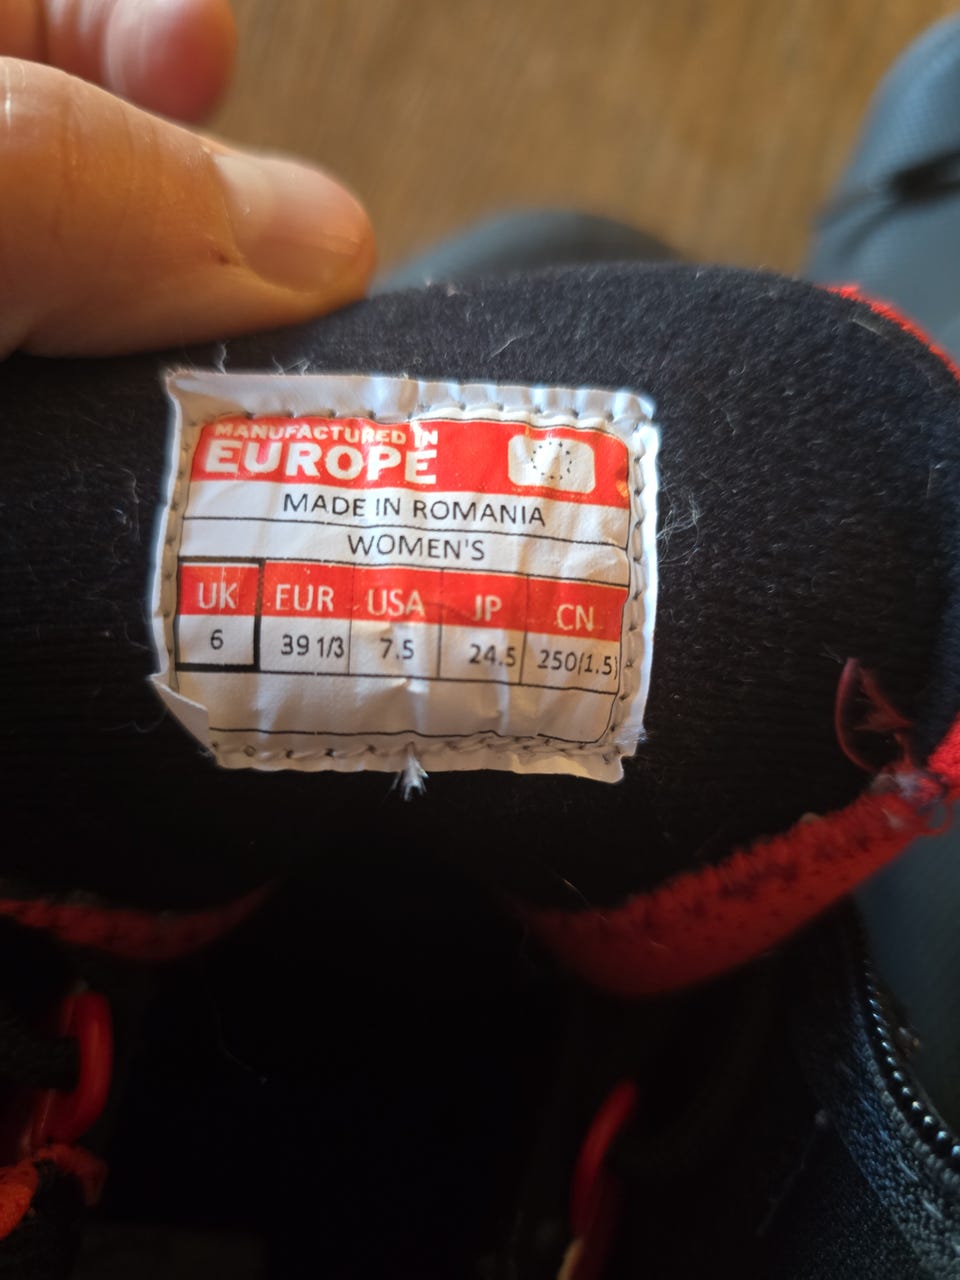 MANUFACTURED IN
EUROPE
MADE IN ROMANIA
WOMEN'S
UK EUR USA JP CN
6 39 1/3 7.5 24.5 250(1.5)